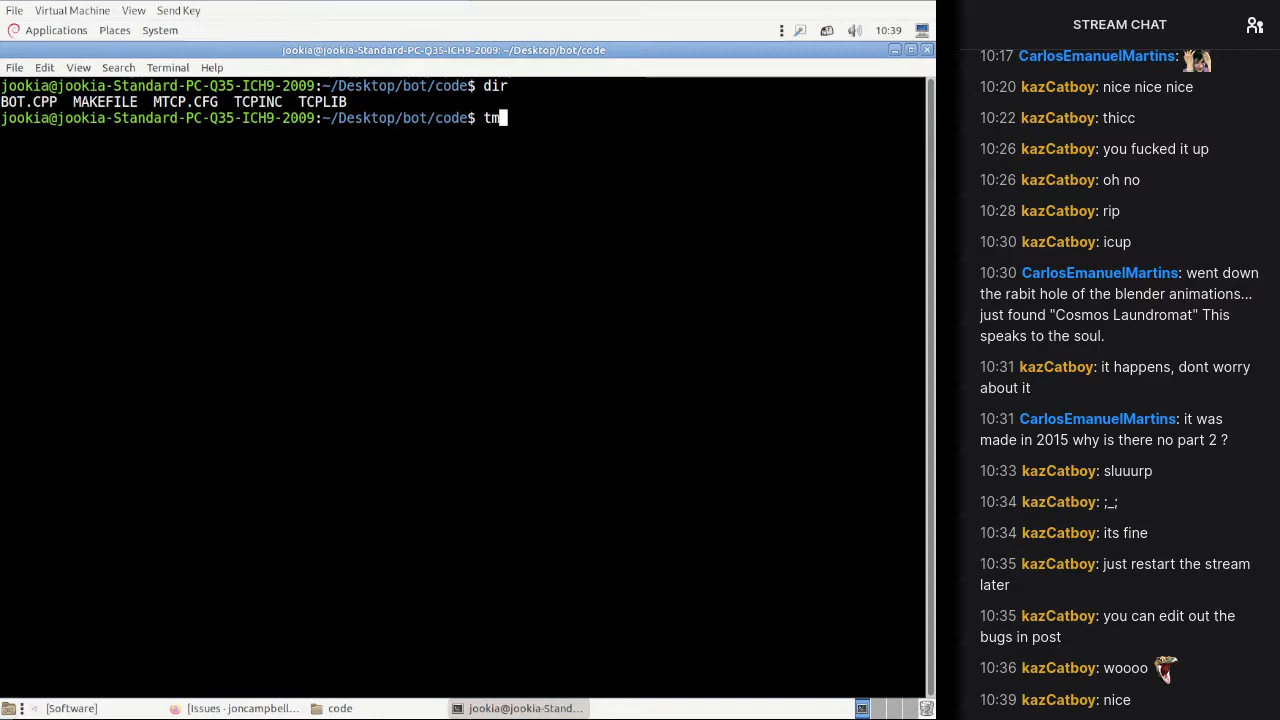 File Virtual Machine View Send Key
Applications Places System 10:39
jookia@jookia-Standard-PC-Q35-ICH9-2009: ~/Desktop/bot/code
File Edit View Search Terminal Help
jookia@jookia-Standard-PC-Q35-ICH9-2009:~/Desktop/bot/code$ dir
BOT.CPP MAKEFILE MTCP.CFG TCPINC TCPLIB
jookia@jookia-Standard-PC-Q35-ICH9-2009:~/Desktop/bot/code$ tm
[Software] [Issues · joncampbell... code jookia@jookia-Stand...
STREAM CHAT
10:17 CarlosEmanuelMartins:
10:20 kazCatboy: nice nice nice
10:22 kazCatboy: thicc
10:26 kazCatboy: you fucked it up
10:26 kazCatboy: oh no
10:28 kazCatboy: rip
10:30 kazCatboy: icup
10:30 CarlosEmanuelMartins: went down
the rabit hole of the blender animations...
just found "Cosmos Laundromat" This
speaks to the soul.
10:31 kazCatboy: it happens, dont worry
about it
10:31 CarlosEmanuelMartins: it was
made in 2015 why is there no part 2 ?
10:33 kazCatboy: sluuurp
10:34 kazCatboy: ;_;
10:34 kazCatboy: its fine
10:35 kazCatboy: just restart the stream
later
10:35 kazCatboy: you can edit out the
bugs in post
10:36 kazCatboy: woooo
10:39 kazCatboy: nice